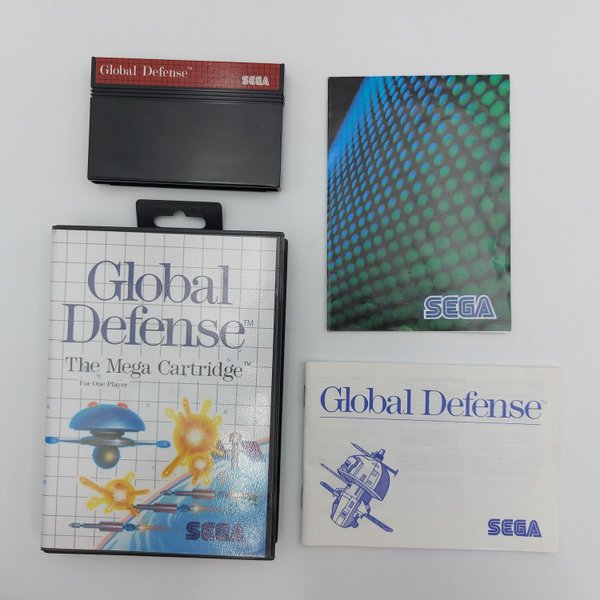 Global Defense™
SEGA
SEGA
Global
Defense™
The Mega Cartridge™
For One Player
SEGA
Global Defense™
SEGA